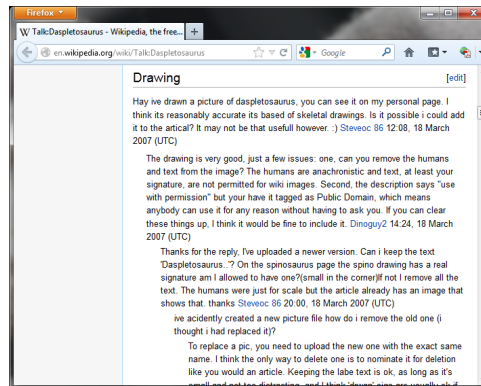 Firefox
Talk:Daspletosaurus - Wikipedia, the free...
en.wikipedia.org/wiki/Talk:Daspletosaurus
Google
Drawing
[edit]
Hay ive drawn a picture of daspletosaurus, you can see it on my personal page. I
think its reasonably accurate its based of skeletal drawings. Is it possible i could add
it to the artical? It may not be that usefull however. :) Steveoc 86 12:08, 18 March
2007 (UTC)
The drawing is very good, just a few issues: one, can you remove the humans
and text from the image? The humans are anachronistic and text, at least your
signature, are not permitted for wiki images. Second, the description says "use
with permission" but your have it tagged as Public Domain, which means
anybody can use it for any reason without having to ask you. If you can clear
these things up, I think it would be fine to include it. Dinoguy2 14:24, 18 March
2007 (UTC)
Thanks for the reply, I've uploaded a newer version. Can i keep the text
'Daspletosaurus..'? On the spinosaurus page the spino drawing has a real
signature am I allowed to have one?(small in the corner)If not I remove all the
text. The humans were just for scale but the article already has an image that
shows that. thanks Steveoc 86 20:00, 18 March 2007 (UTC)
ive acidently created a new picture file how do i remove the old one (i
thought i had replaced it)?
To replace a pic, you need to upload the new one with the exact same
name. I think the only way to delete one is to nominate it for deletion
like you would an article. Keeping the labe text is ok, as long as it's
small and not too distracting, and I think